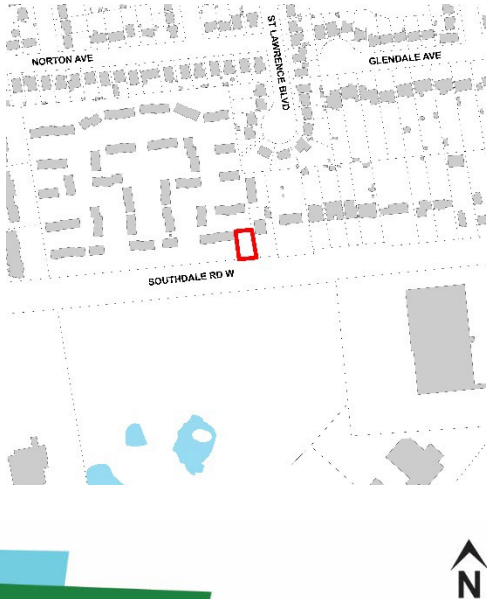 NORTON AVE
ST LAWRENCE BLVD
GLENDALE AVE
SOUTHDALE RD W
N